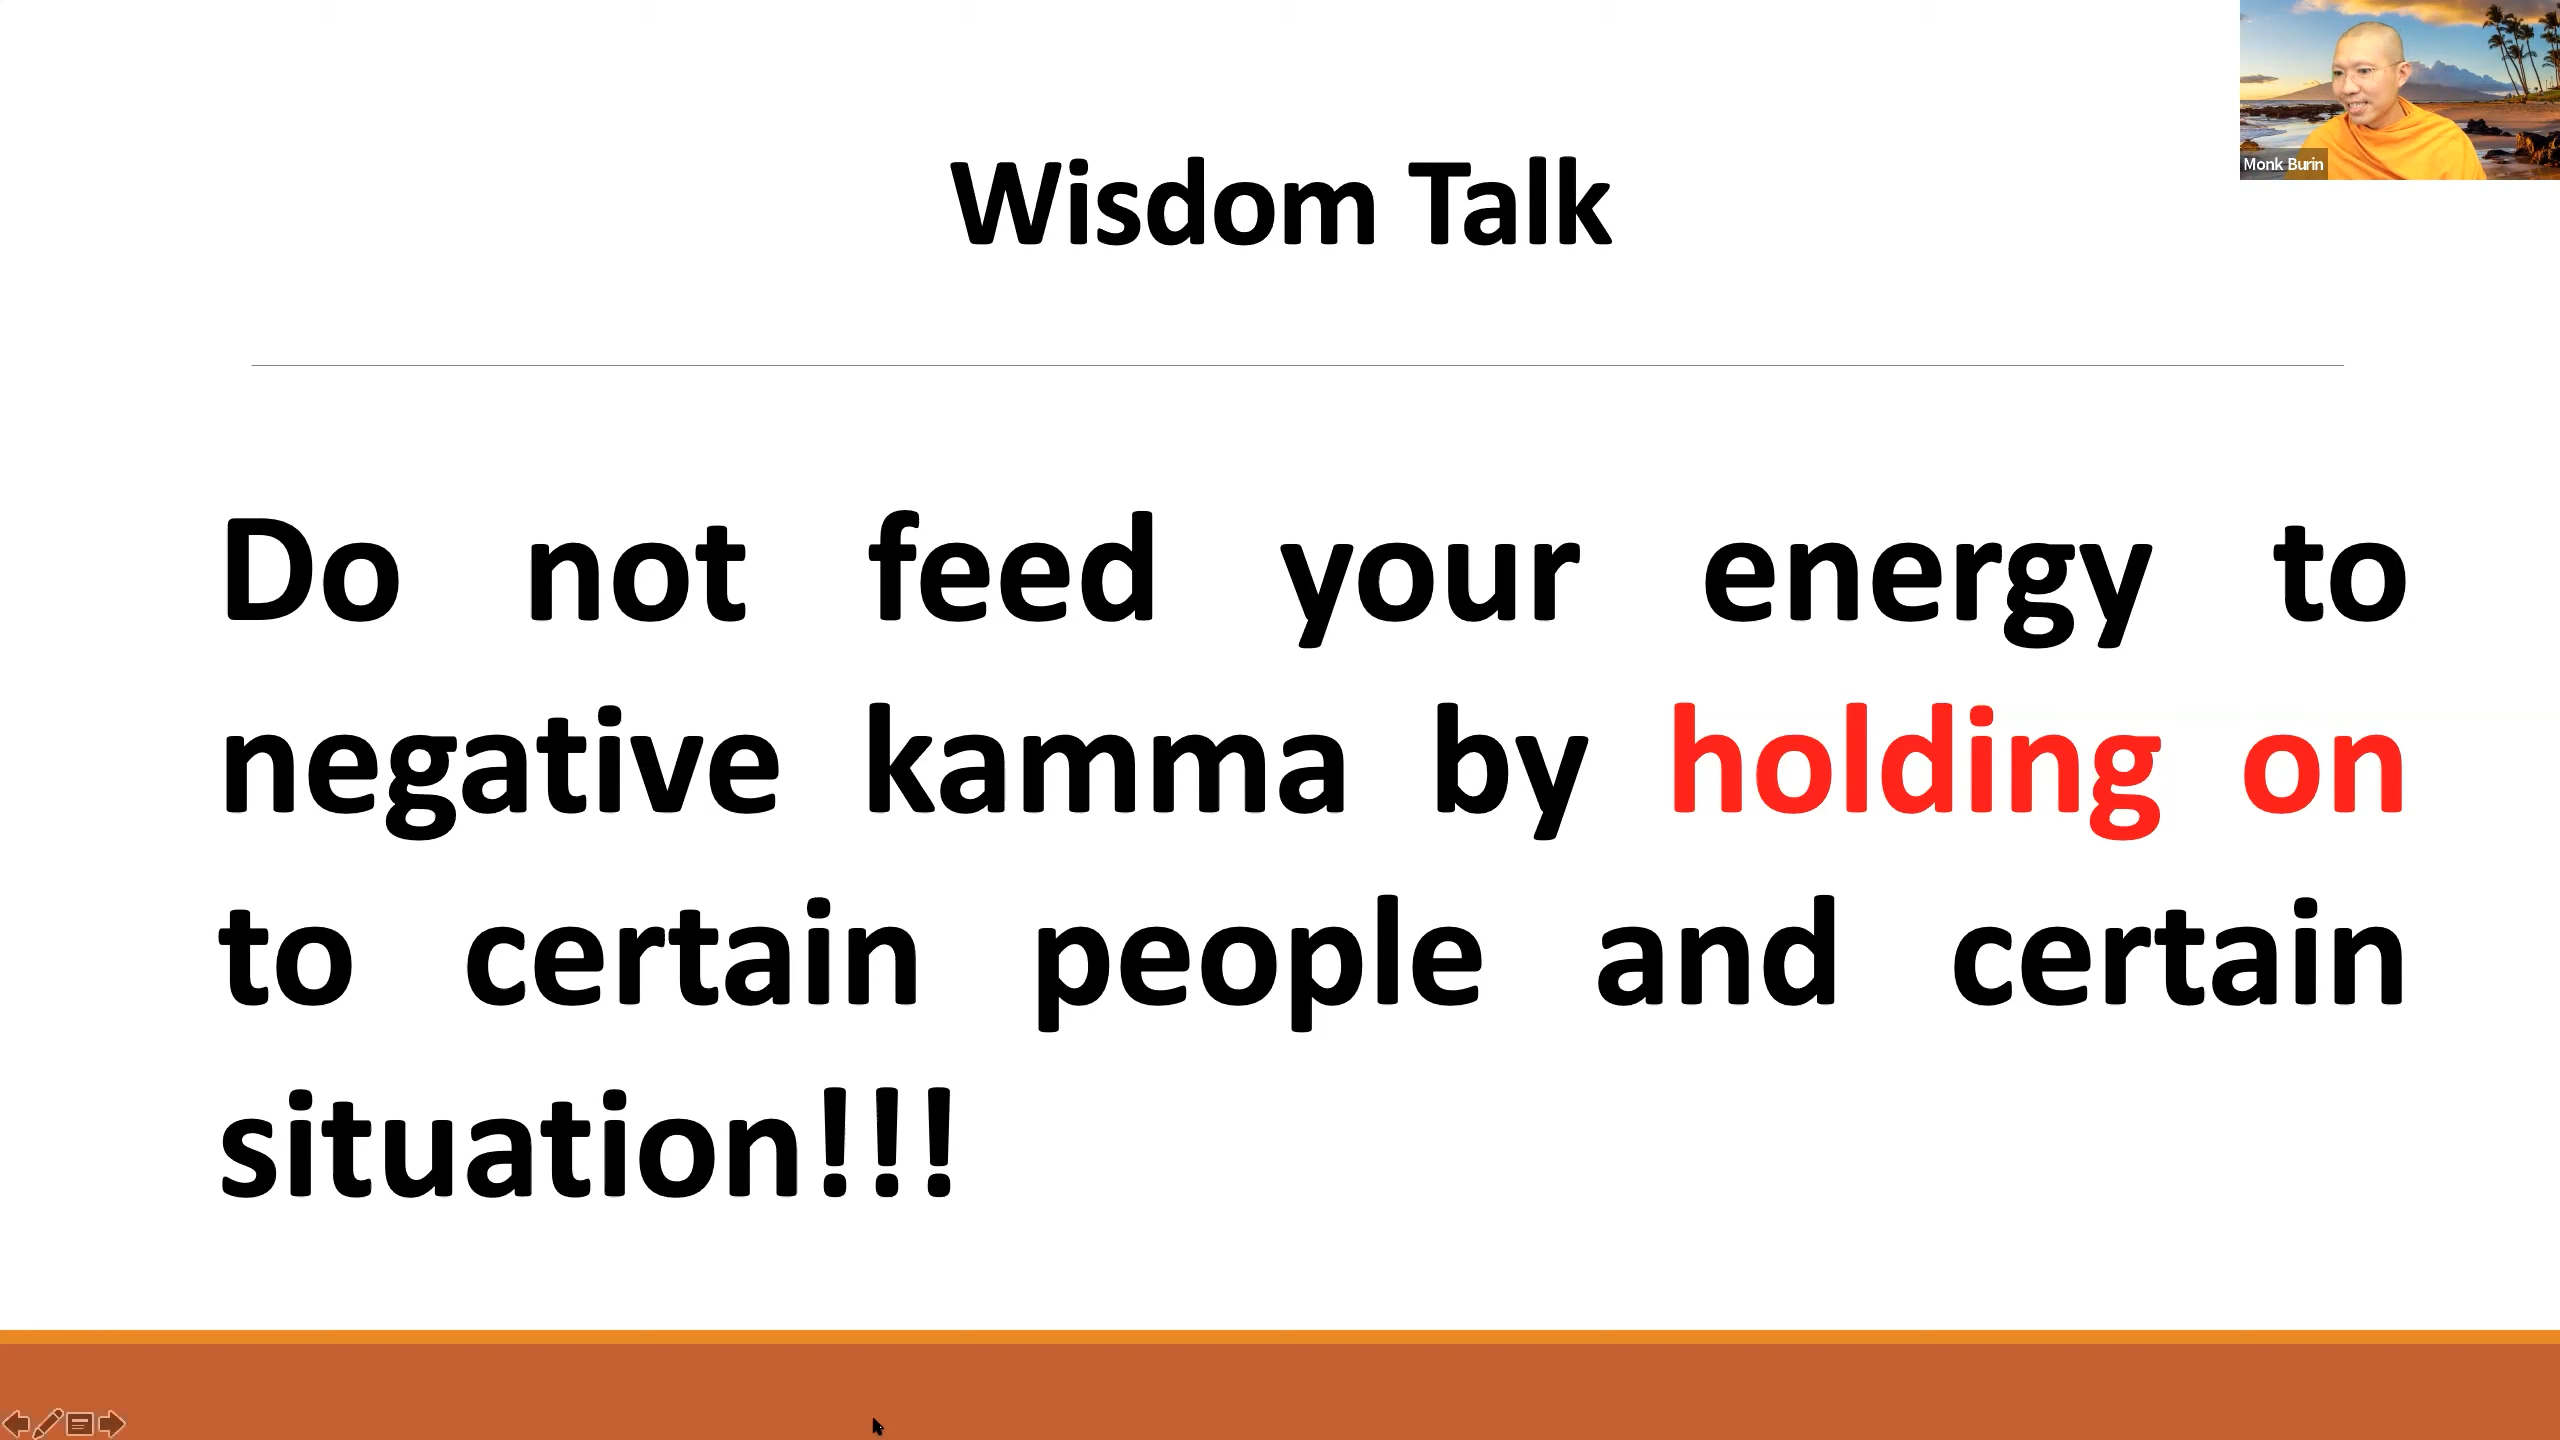 Monk Burin
Wisdom Talk
Do not feed your energy to
negative kamma by holding on
to certain people and certain
situation!!!